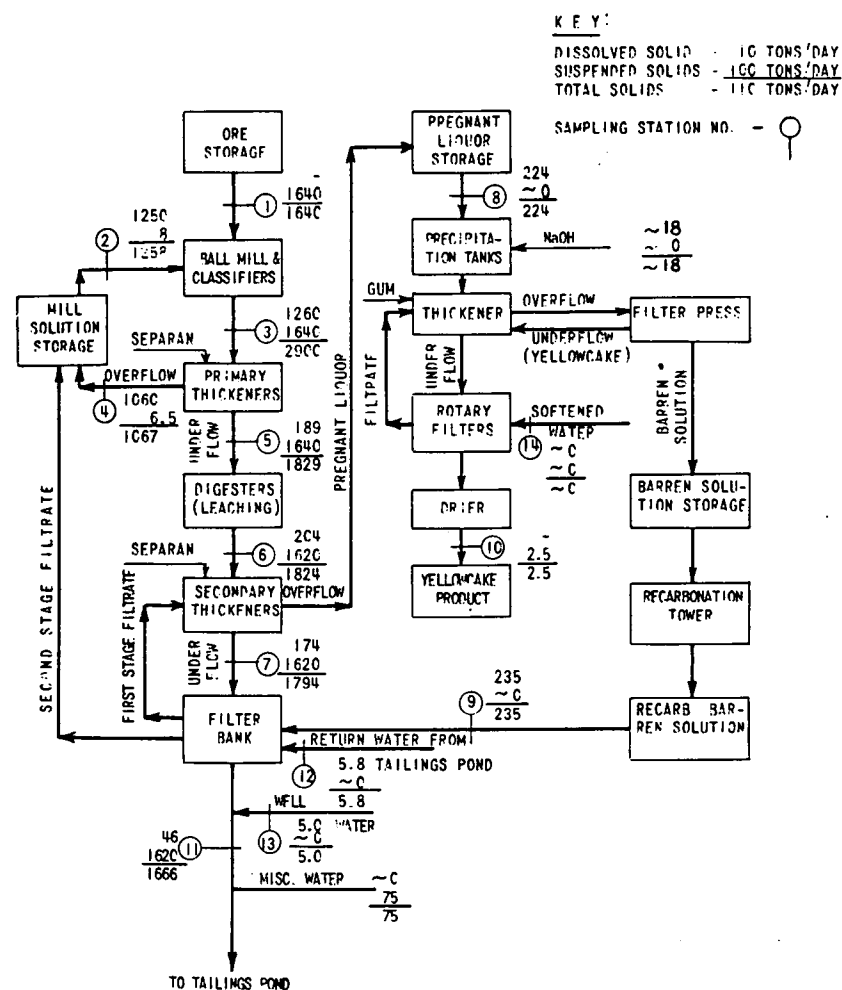 KEY:
DISSOLVED SOLID - 10 TONS/DAY
SUSPENDED SOLIDS - 100 TONS/DAY
TOTAL SOLIDS - 110 TONS/DAY
SAMPLING STATION NO. -
ORE
STORAGE
-
1640
1640
1
1250
8
1258
2
BALL MILL &
CLASSIFIERS
MILL
SOLUTION
STORAGE
3
1260
1640
2900
SEPARAN
PRIMARY
THICKENERS
OVERFLOW
4
1060
6.5
1067
UNDER
FLOW
5
189
1640
1829
DIGESTERS
(LEACHING)
6
204
1620
1824
SEPARAN
SECONDARY
THICKENERS
OVERFLOW
PREGNANT LIQUOR
SECOND STAGE FILTRATE
FIRST STAGE FILTRATE
UNDER
FLOW
7
174
1620
1794
FILTER
BANK
PREGNANT
LIQUOR
STORAGE
8
224
~0
224
PRECIPITA-
TION TANKS
NaOH
~18
~0
~18
GUM
THICKENER
OVERFLOW
UNDERFLOW
(YELLOWCAKE)
FILTER PRESS
FILTRATE
UNDER
FLOW
ROTARY
FILTERS
SOFTENED
WATER
14
~0
~0
~0
BARREN
SOLUTION
DRIER
10
-
2.5
2.5
YELLOWCAKE
PRODUCT
BARREN SOLU-
TION STORAGE
RECARBONATION
TOWER
RECARB BAR-
REN SOLUTION
9
235
~0
235
RETURN WATER FROM
TAILINGS POND
12
5.8
~0
5.8
WELL
WATER
13
5.0
~0
5.0
11
46
1620
1666
MISC. WATER
~0
75
75
TO TAILINGS POND